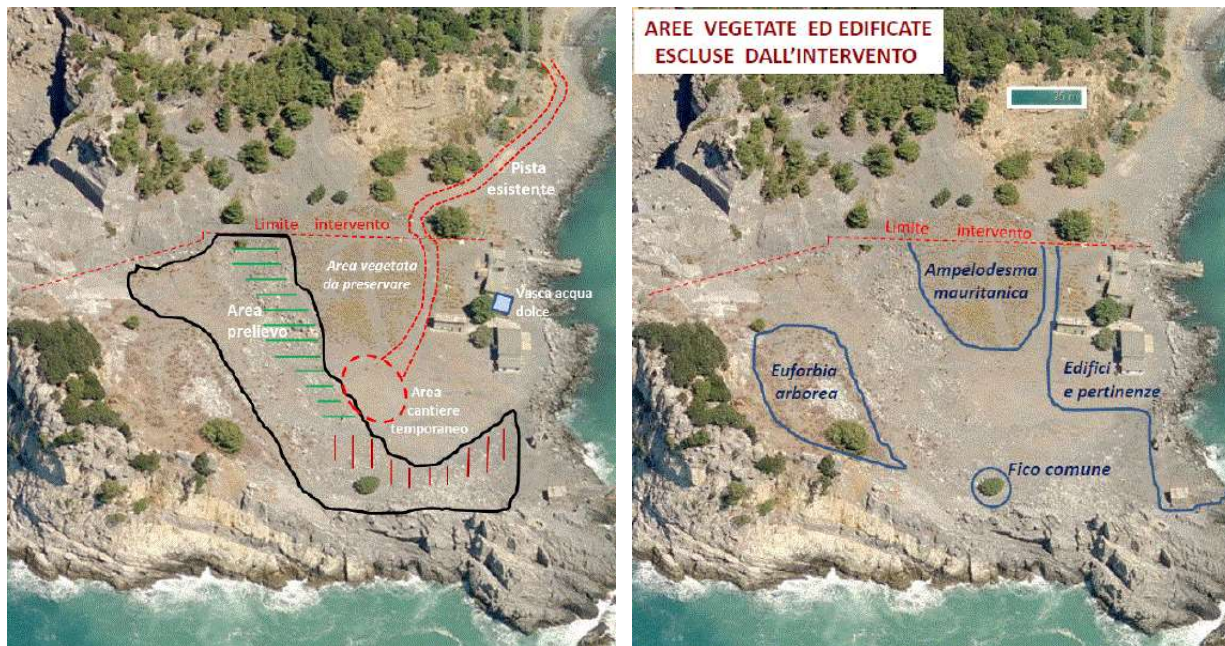 Pista
esistente
Limite intervento
Area vegetata
da preservare
Vasca acqua
dolce
Area
prelievo
Area
cantiere
temporaneo
AREE VEGETATE ED EDIFICATE
ESCLUSE DALL'INTERVENTO
Limite intervento
Ampelodesma
mauritanica
Euforbia
arborea
Edifici
e pertinenze
Fico comune